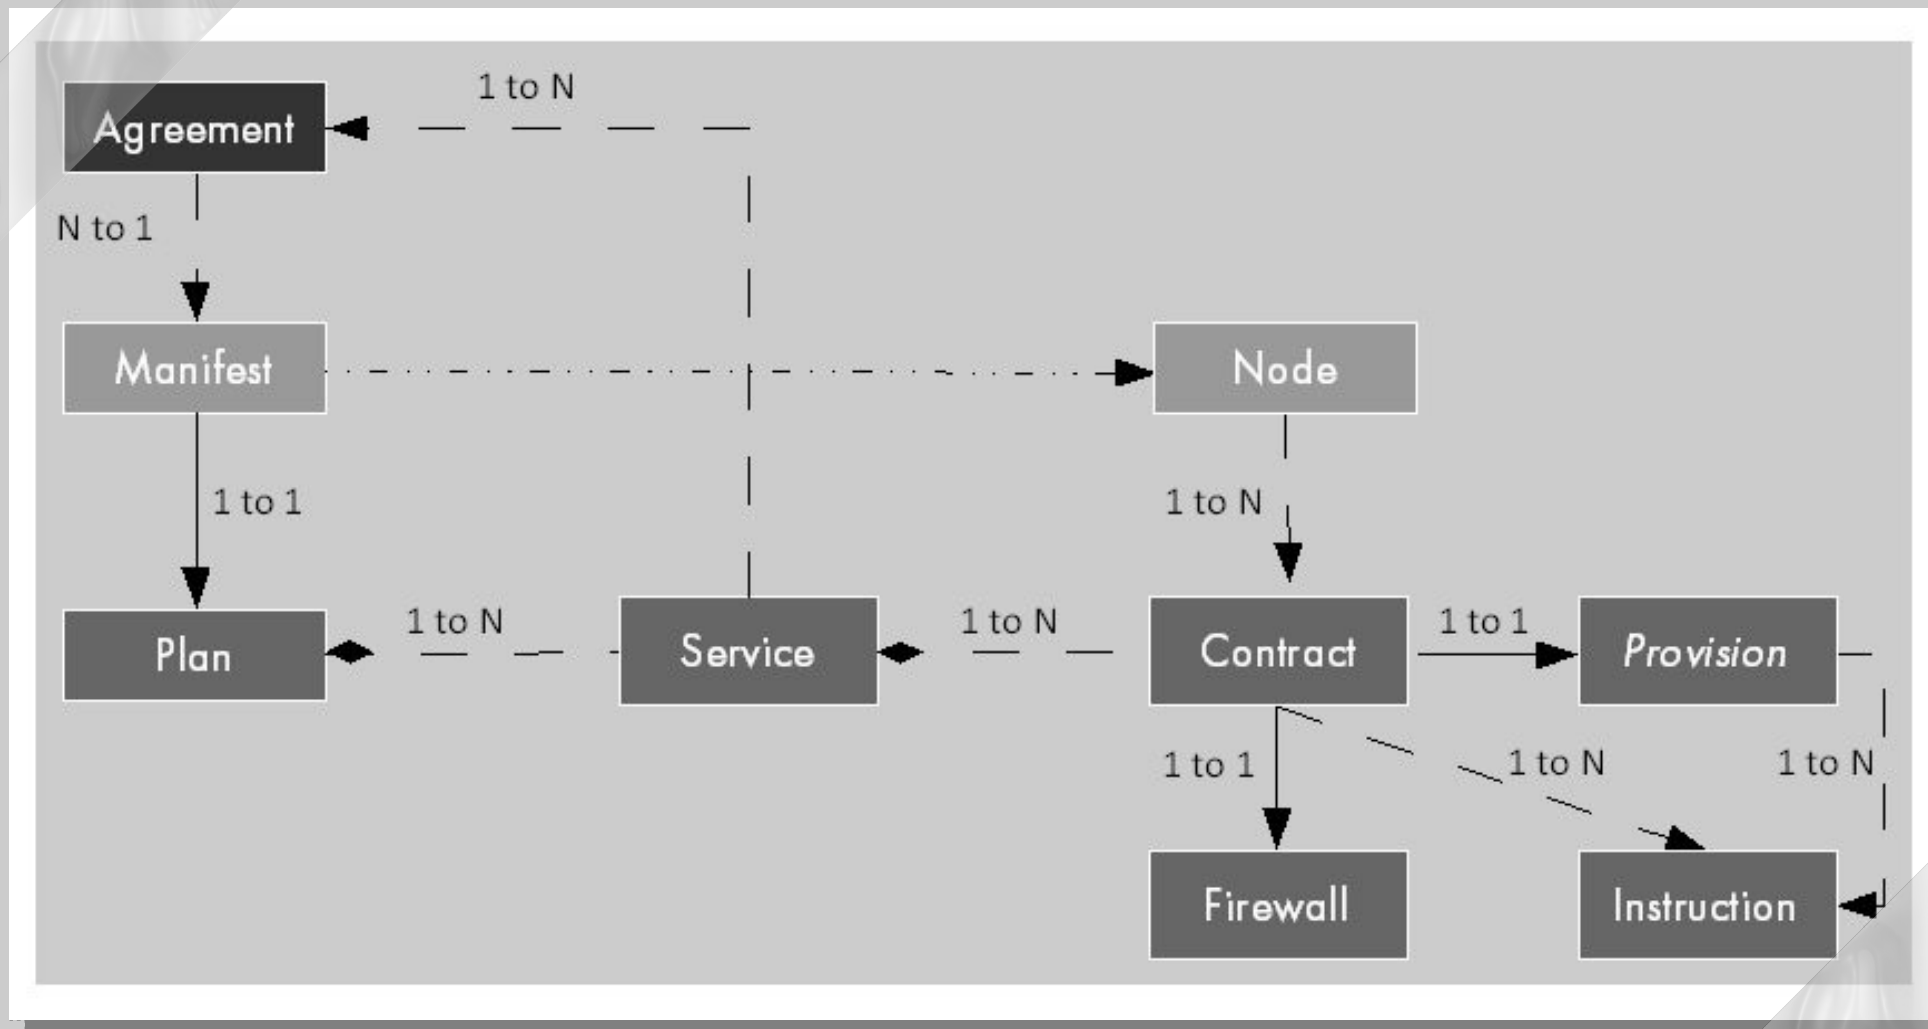 1 to N
Agreement
N to 1
Manifest
Node
1 to 1
1 to N
Plan
1 to N
Service
1 to N
Contract
1 to 1
Provision
1 to 1
1 to N
1 to N
Firewall
Instruction